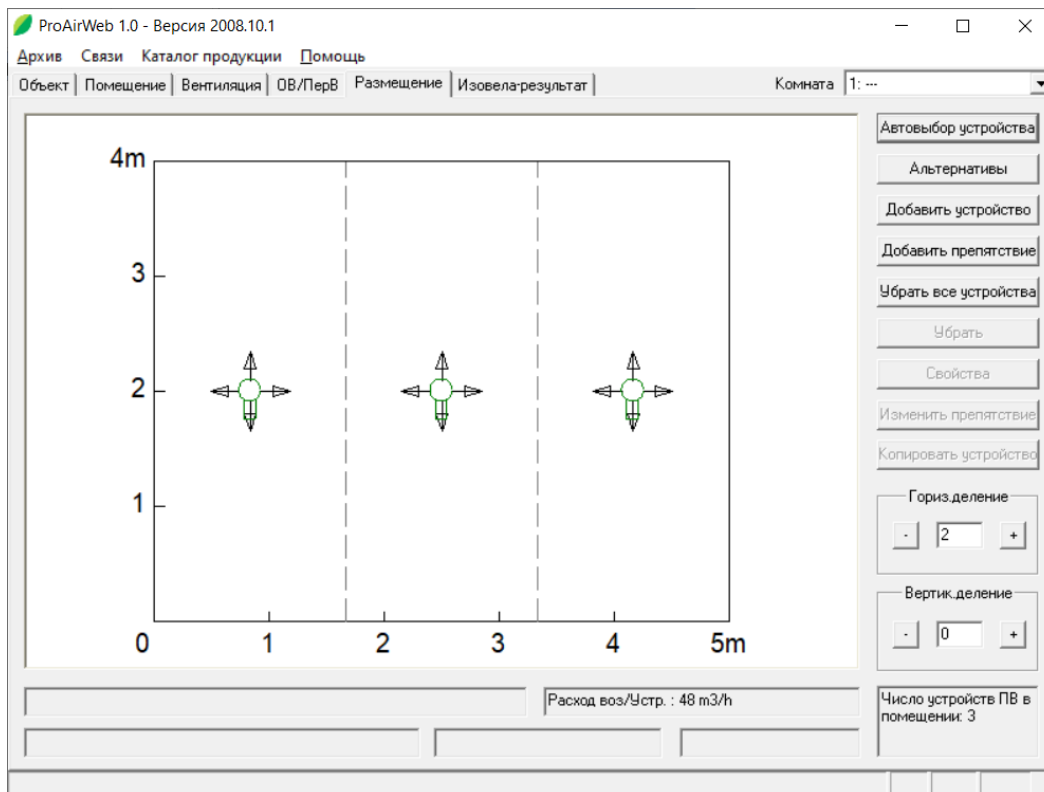 ProAirWeb 1.0 - Версия 2008.10.1
Архив Связи Каталог продукции Помощь
Объект Помещение Вентиляция ОВ/ПерВ Размещение Изовела-результат Комната 1: ---
Автовыбор устройства
Альтернативы
Добавить устройство
Добавить препятствие
Убрать все устройства
Убрать
Свойства
Изменить препятствие
Копировать устройство
Гориз.деление
- 2 +
Вертик.деление
- 0 +
4m
3
2
1
0 1 2 3 4 5m
Расход воз/Устр. : 48 m3/h
Число устройств ПВ в
помещении: 3